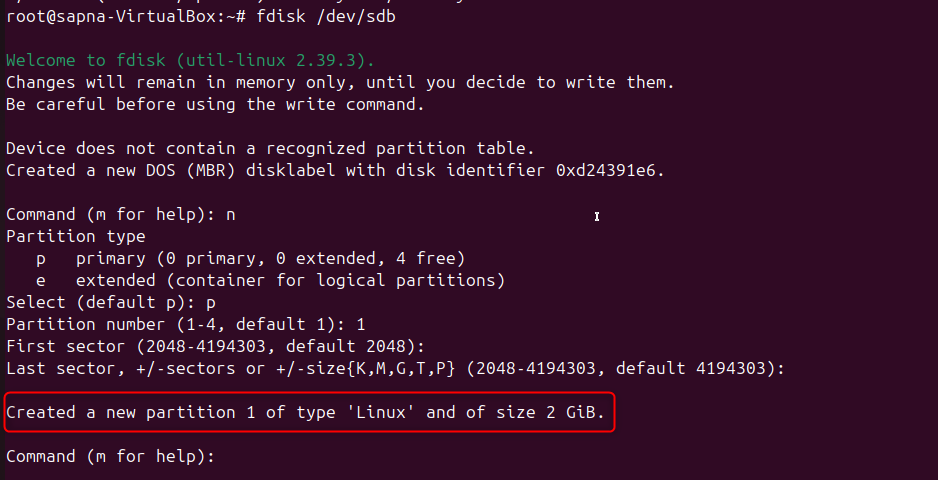 root@sapna-VirtualBox:~# fdisk /dev/sdb
Welcome to fdisk (util-linux 2.39.3).
Changes will remain in memory only, until you decide to write them.
Be careful before using the write command.
Device does not contain a recognized partition table.
Created a new DOS (MBR) disklabel with disk identifier 0xd24391e6.
Command (m for help): n
Partition type
   p   primary (0 primary, 0 extended, 4 free)
   e   extended (container for logical partitions)
Select (default p): p
Partition number (1-4, default 1): 1
First sector (2048-4194303, default 2048):
Last sector, +/-sectors or +/-size{K,M,G,T,P} (2048-4194303, default 4194303):
Created a new partition 1 of type 'Linux' and of size 2 GiB.
Command (m for help):